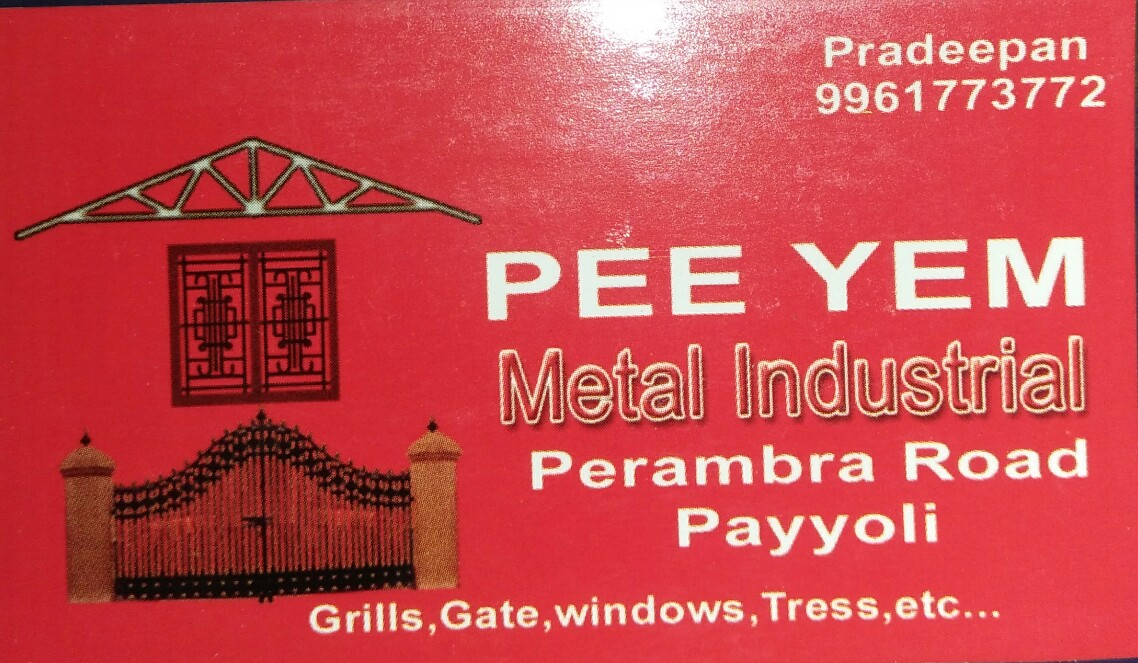 Pradeepan
9961773772
PEE YEM
Metal Industrial
Perambra Road
Payyoli
Grills,Gate,windows,Tress,etc...